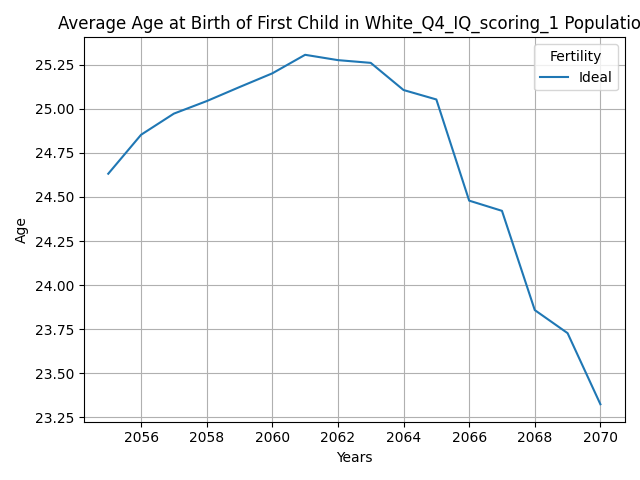 Average Age at Birth of First Child in White_Q4_IQ_scoring_1 Populatio
Fertility
Ideal
25.25
25.00
24.75
24.50
24.25
24.00
23.75
23.50
23.25
Age
2056 2058 2060 2062 2064 2066 2068 2070
Years